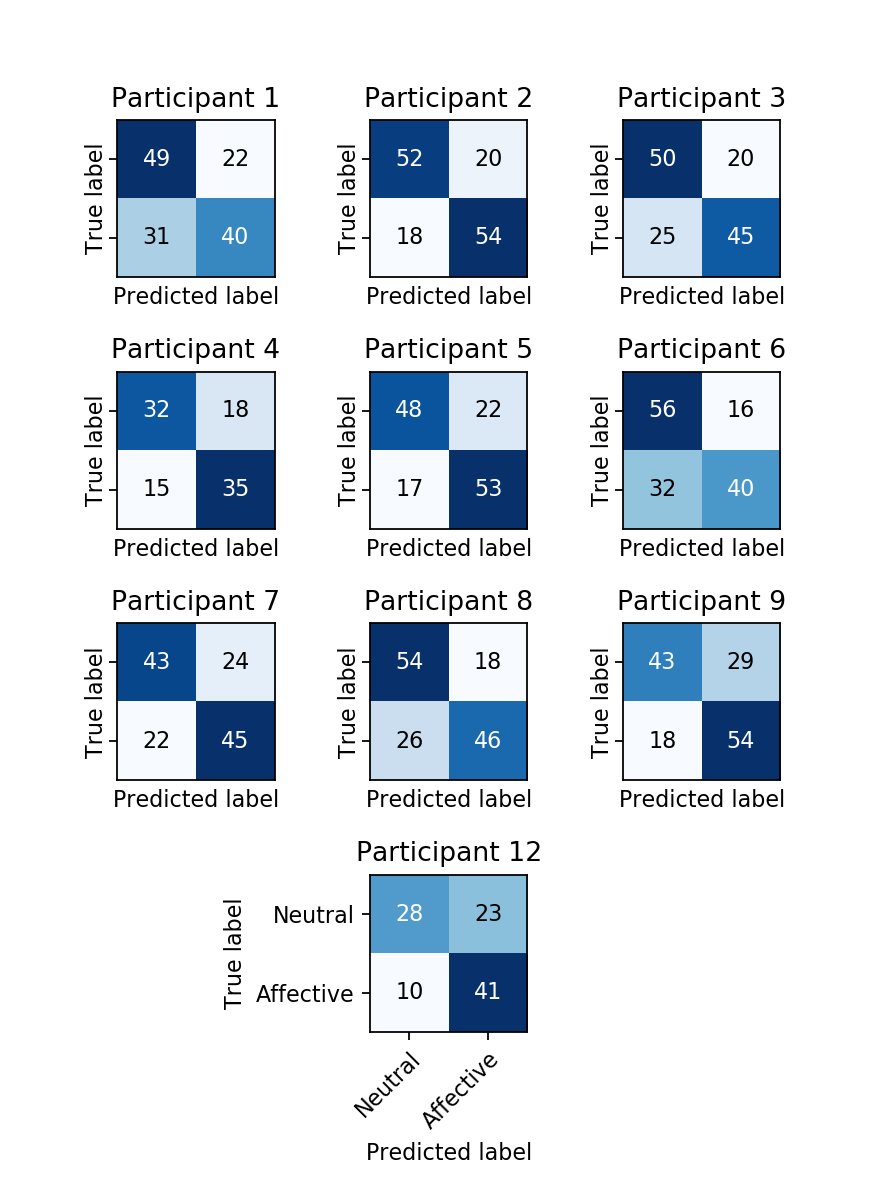 Participant 1 Participant 2 Participant 3
True label 49 22 True label 52 20 True label 50 20
31 40 18 54 25 45
Predicted label Predicted label Predicted label
Participant 4 Participant 5 Participant 6
True label 32 18 True label 48 22 True label 56 16
15 35 17 53 32 40
Predicted label Predicted label Predicted label
Participant 7 Participant 8 Participant 9
True label 43 24 True label 54 18 True label 43 29
22 45 26 46 18 54
Predicted label Predicted label Predicted label
Participant 12
True label
Neutral 28 23
Affective 10 41
Neutral Affective
Predicted label